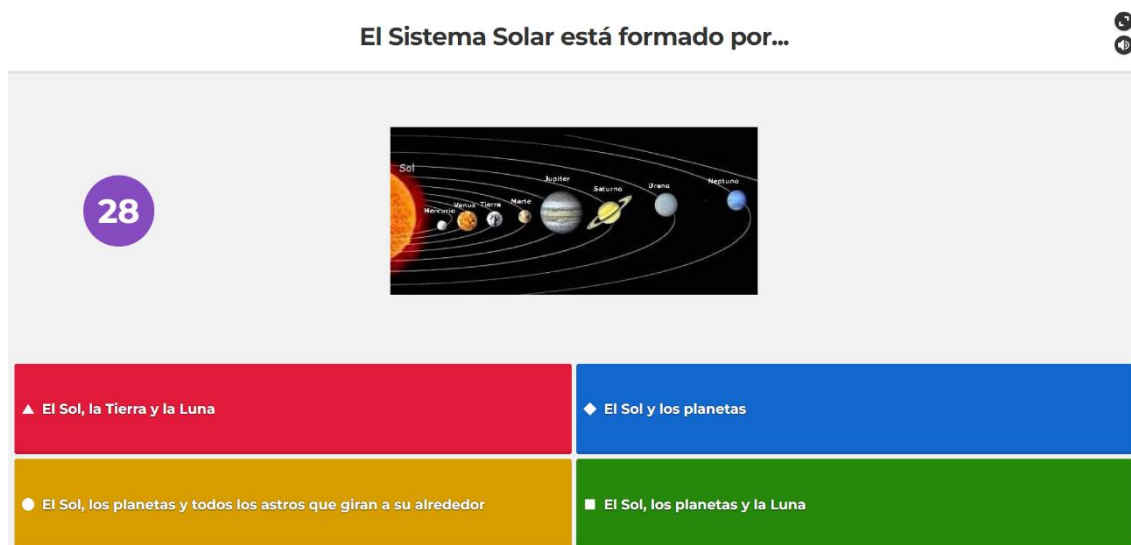 El Sistema Solar está formado por...
28
Sol
Mercurio
Venus
Tierra
Marte
Jupiter
Saturno
Urano
Neptuno
El Sol, la Tierra y la Luna
El Sol y los planetas
El Sol, los planetas y todos los astros que giran a su alrededor
El Sol, los planetas y la Luna